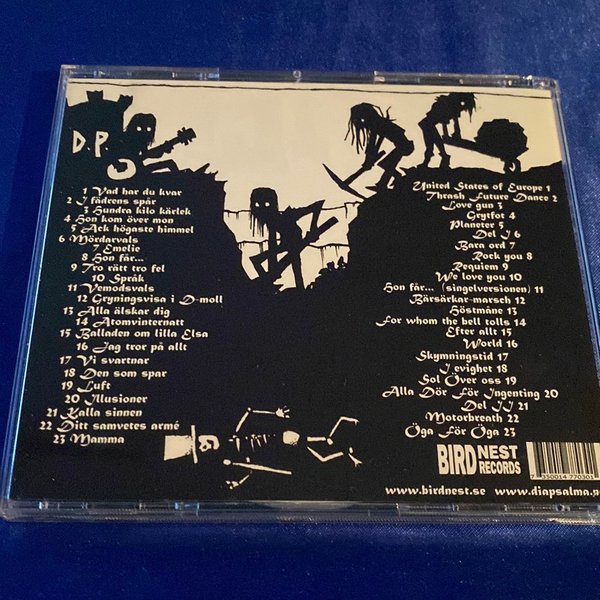 D.P.
1 Vad har du kvar
2 I fädrens spår
3 Hundra kilo kärlek
4 Hon kom över mon
5 Ack högaste himmel
6 Mördarvals
7 Emelie
8 Hon får...
9 Tro rätt tro fel
10 Språk
11 Vemodsvals
12 Gryningsvisa i D-moll
13 Alla älskar dig
14 Atomvinternatt
15 Balladen om lilla Elsa
16 Jag tror på allt
17 Vi svartnar
18 Den som spar
19 Luft
20 Illusioner
21 Kalla sinnen
22 Ditt samvetes armé
23 Mamma
United States of Europe 1
Thrash Future Dance 2
Love gun 3
Grytfot 4
Planeter 5
Del I 6
Barn ord 7
Rock you 8
Requiem 9
We love you 10
Hon får... (singelversionen) 11
Bärsärkar-marsch 12
Höstmåne 13
For whom the bell tolls 14
Efter allt 15
World 16
Skymningstid 17
I evighet 18
Sol Över oss 19
Alla Dör För Ingenting 20
Del II 21
Motorbreath 22
Öga För Öga 23
BIRD NEST
RECORDS
7 350014 770301
www.birdnest.se www.diapsalma.n